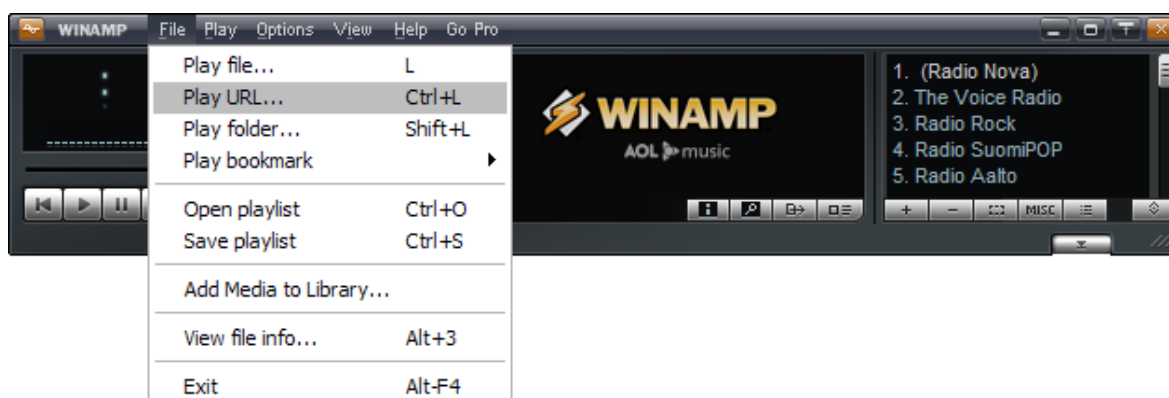 WINAMP File Play Options View Help Go Pro
Play file... L
Play URL... Ctrl+L
Play folder... Shift+L
Play bookmark
Open playlist Ctrl+O
Save playlist Ctrl+S
Add Media to Library...
View file info... Alt+3
Exit Alt-F4
WINAMP
AOL music
1. (Radio Nova)
2. The Voice Radio
3. Radio Rock
4. Radio SuomiPOP
5. Radio Aalto
MISC